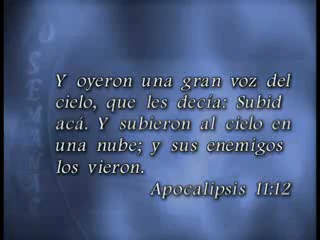 Y oyeron una gran voz del
cielo, que les decía: Subid
acá. Y subieron al cielo en
una nube; y sus enemigos
los vieron.
Apocalipsis 11:12